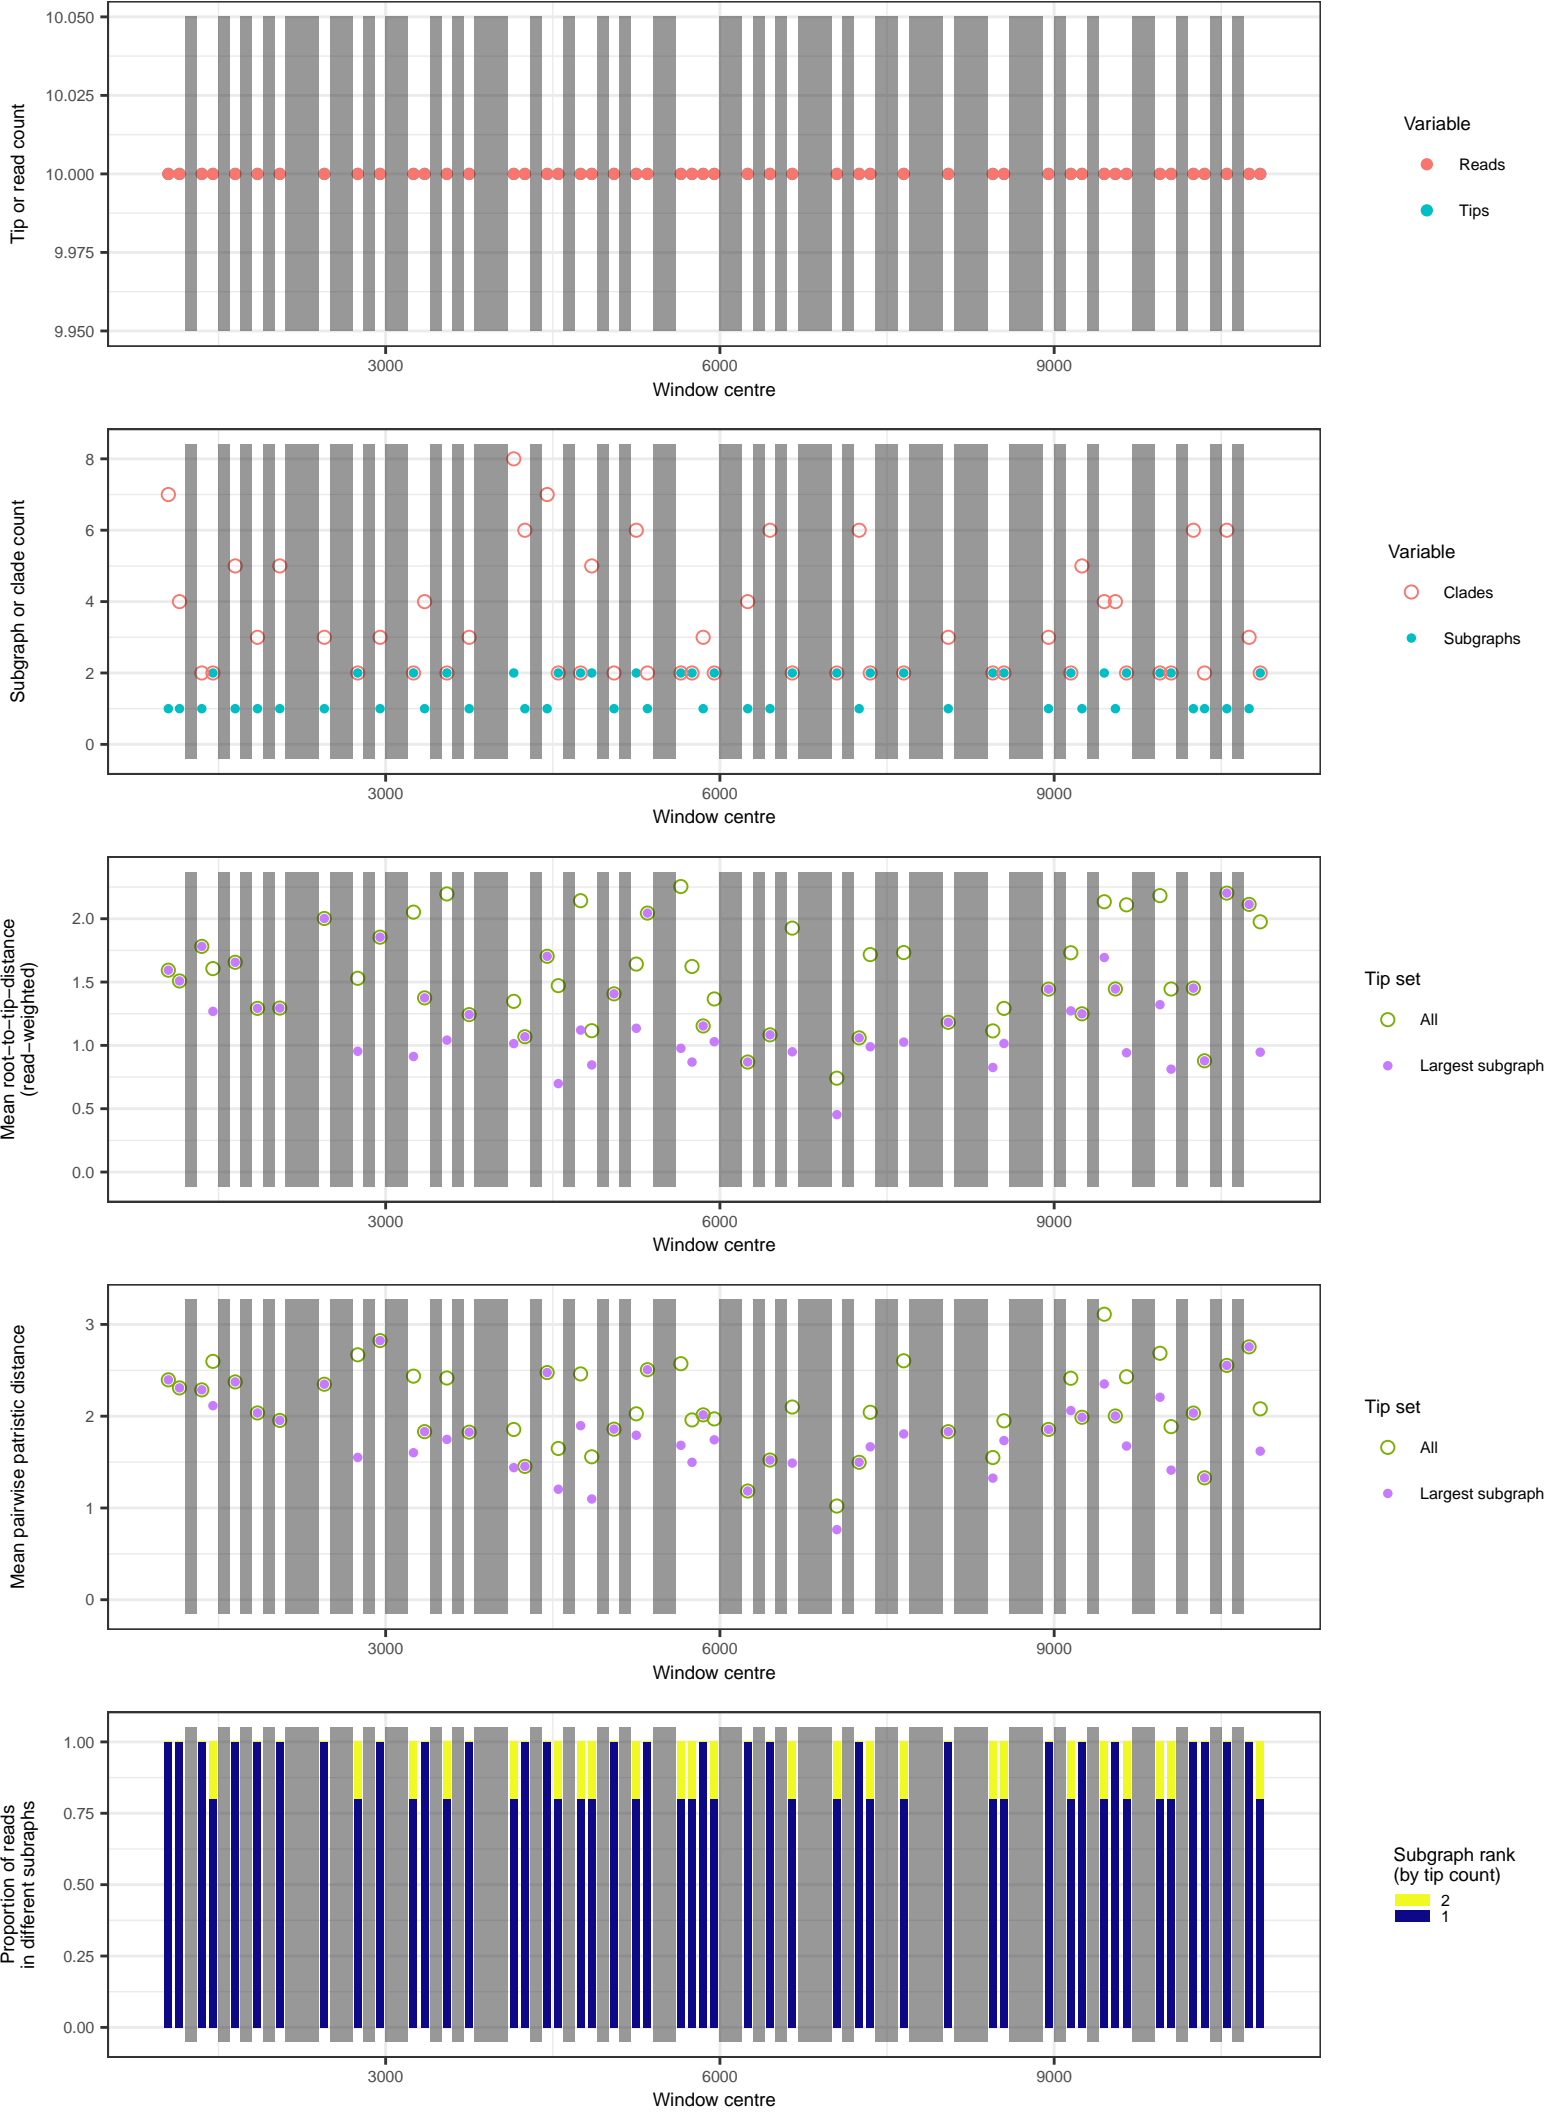 10.050
10.025
10.000
9.975
9.950
Tip or read count
3000
6000
9000
Window centre
Variable
Reads
Tips
8
6
4
2
0
Subgraph or clade count
3000
6000
9000
Window centre
Variable
Clades
Subgraphs
2.0
1.5
1.0
0.5
0.0
Mean root−to−tip−distance
(read−weighted)
3000
6000
9000
Window centre
Tip set
All
Largest subgraph
3
2
1
0
Mean pairwise patristic distance
3000
6000
9000
Window centre
Tip set
All
Largest subgraph
1.00
0.75
0.50
0.25
0.00
Proportion of reads
in different subraphs
3000
6000
9000
Window centre
Subgraph rank
(by tip count)
2
1